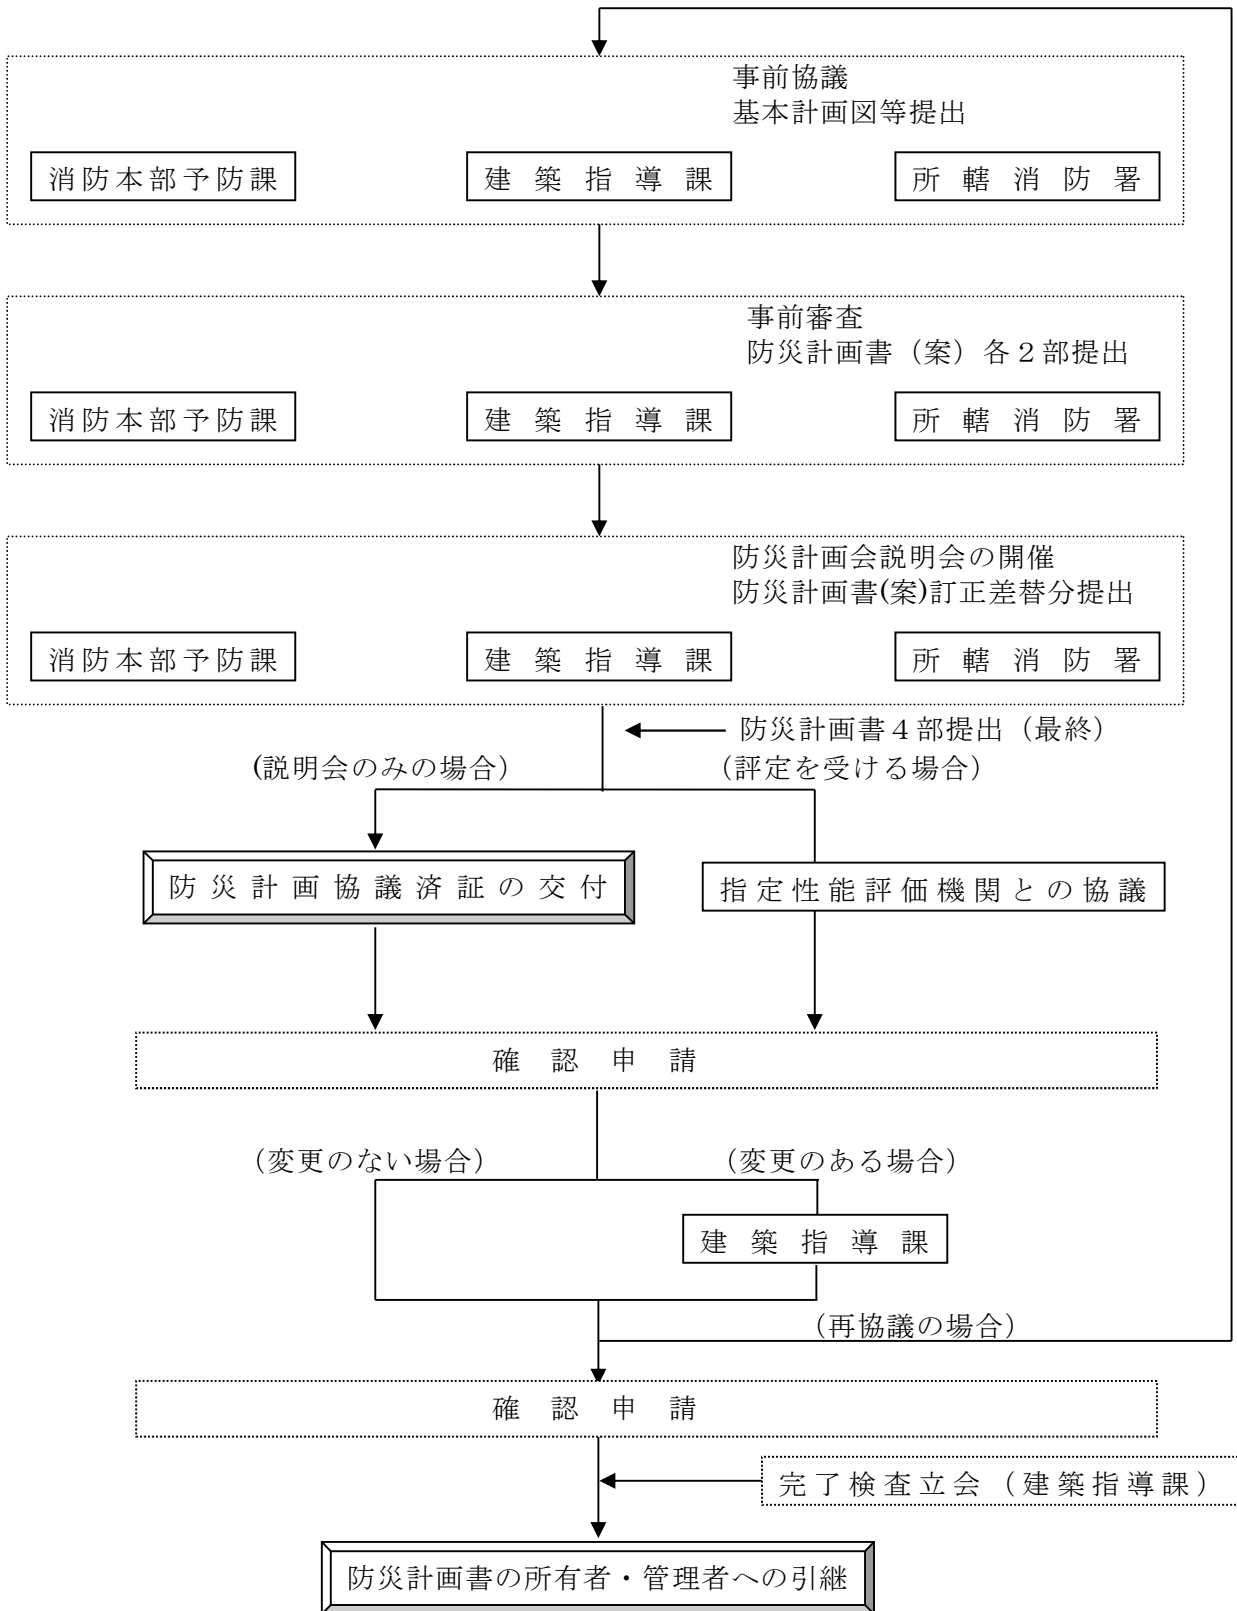 事前協議
基本計画図等提出
消防本部予防課
建築指導課
所轄消防署
事前審査
防災計画書（案）各２部提出
消防本部予防課
建築指導課
所轄消防署
防災計画会説明会の開催
防災計画書(案)訂正差替分提出
消防本部予防課
建築指導課
所轄消防署
防災計画書４部提出（最終）
(説明会のみの場合）
（評定を受ける場合）
防災計画協議済証の交付
指定性能評価機関との協議
確認申請
（変更のない場合）
（変更のある場合）
建築指導課
（再協議の場合）
確認申請
完了検査立会（建築指導課）
防災計画書の所有者・管理者への引継